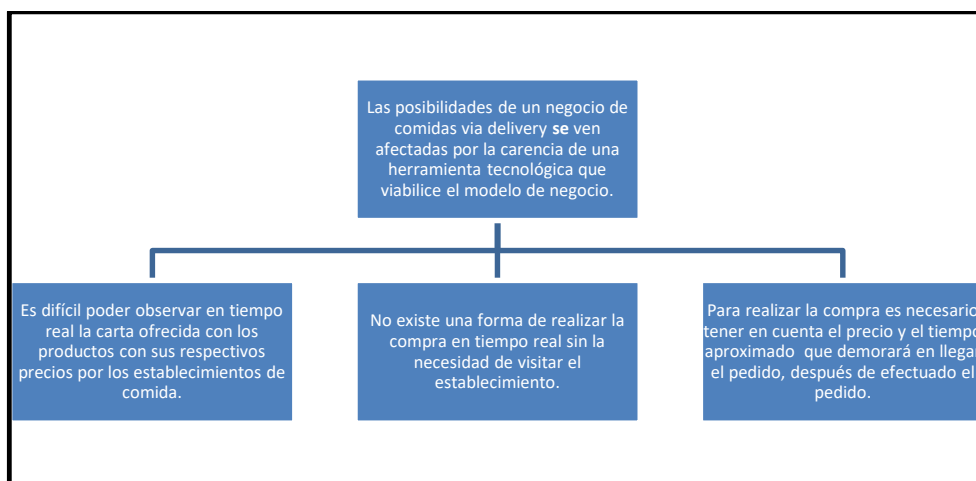 Las posibilidades de un negocio de
comidas via delivery se ven
afectadas por la carencia de una
herramienta tecnológica que
viabilice el modelo de negocio.
Es difícil poder observar en tiempo
real la carta ofrecida con los
productos con sus respectivos
precios por los establecimientos de
comida.
No existe una forma de realizar la
compra en tiempo real sin la
necesidad de visitar el
establecimiento.
Para realizar la compra es necesario
tener en cuenta el precio y el tiempo
aproximado que demorará en llegar
el pedido, después de efectuado el
pedido.